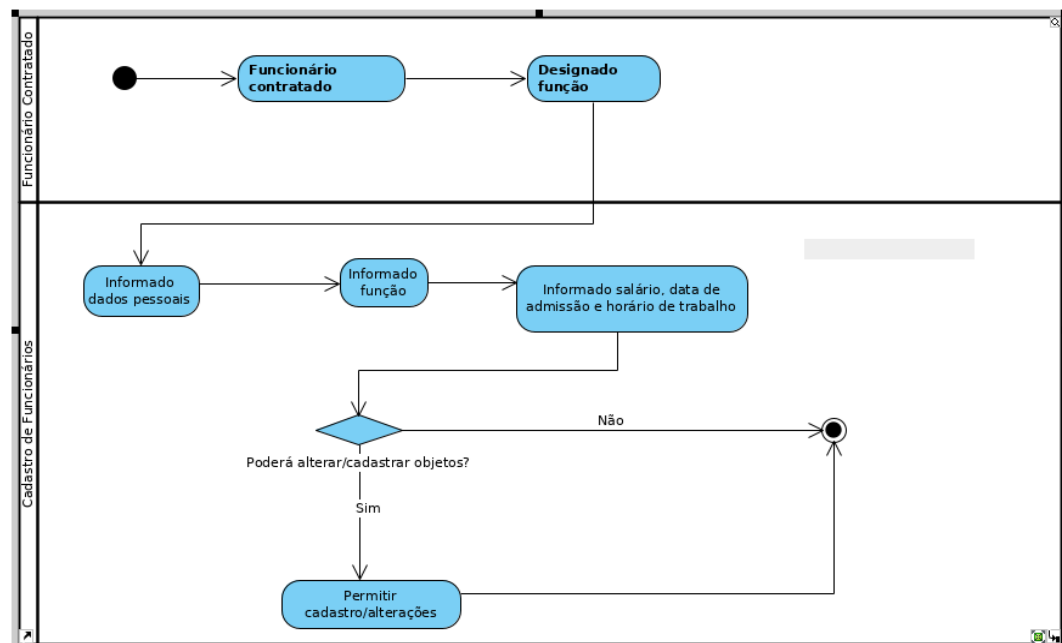 Funcionário Contratado
Funcionário
contratado
Designado
função
Cadastro de Funcionários
Informado
dados pessoais
Informado
função
Informado salário, data de
admissão e horário de trabalho
Não
Poderá alterar/cadastrar objetos?
Sim
Permitir
cadastro/alterações